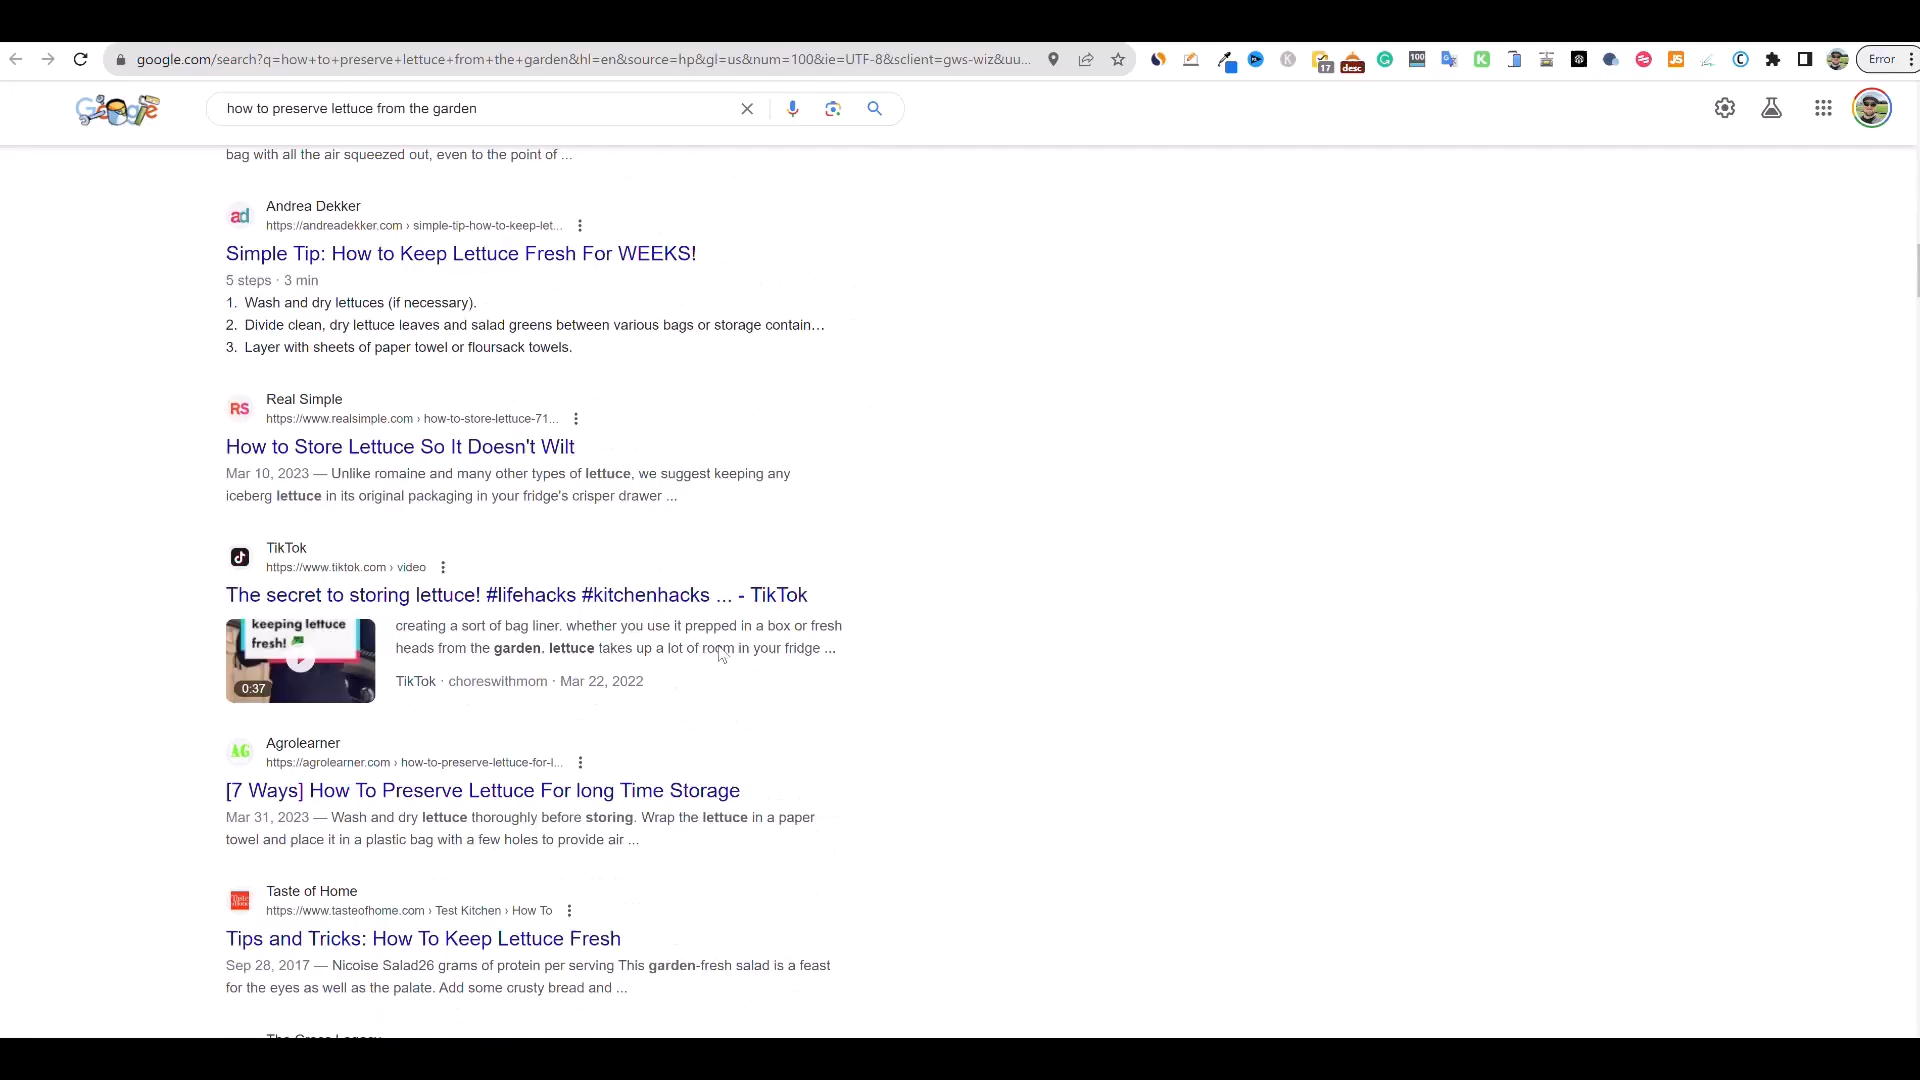 google.com/search?q=how+to+preserve+lettuce+from+the+garden&hl=en&source=hp&gl=us&num=100&ie=UTF-8&sclient=gws-wiz&uu...
17
desc
100
JS
Error
how to preserve lettuce from the garden
bag with all the air squeezed out, even to the point of ...
ad
Andrea Dekker
https://andreadekker.com › simple-tip-how-to-keep-let...
Simple Tip: How to Keep Lettuce Fresh For WEEKS!
5 steps · 3 min
1. Wash and dry lettuces (if necessary).
2. Divide clean, dry lettuce leaves and salad greens between various bags or storage contain…
3. Layer with sheets of paper towel or floursack towels.
RS
Real Simple
https://www.realsimple.com › how-to-store-lettuce-71...
How to Store Lettuce So It Doesn't Wilt
Mar 10, 2023 — Unlike romaine and many other types of lettuce, we suggest keeping any
iceberg lettuce in its original packaging in your fridge's crisper drawer ...
TikTok
https://www.tiktok.com › video
The secret to storing lettuce! #lifehacks #kitchenhacks ... - TikTok
keeping lettuce
fresh!
0:37
creating a sort of bag liner. whether you use it prepped in a box or fresh
heads from the garden. lettuce takes up a lot of room in your fridge ...
TikTok · choreswithmom · Mar 22, 2022
AG
Agrolearner
https://agrolearner.com › how-to-preserve-lettuce-for-l...
[7 Ways] How To Preserve Lettuce For long Time Storage
Mar 31, 2023 — Wash and dry lettuce thoroughly before storing. Wrap the lettuce in a paper
towel and place it in a plastic bag with a few holes to provide air ...
Taste of Home
https://www.tasteofhome.com › Test Kitchen › How To
Tips and Tricks: How To Keep Lettuce Fresh
Sep 28, 2017 — Nicoise Salad26 grams of protein per serving This garden-fresh salad is a feast
for the eyes as well as the palate. Add some crusty bread and ...